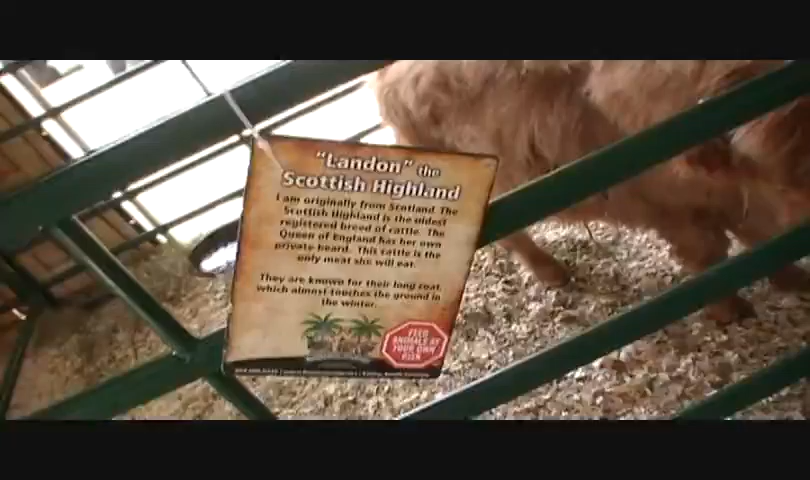 "Landon" the
Scottish Highland
I am originally from Scotland. The
Scottish Highland is the oldest
registered breed of cattle. The
Queen of England has her own
private heard. This cattle is the
only meat she will eat.
They are known for their long coat,
which almost touches the ground in
the winter.
FEED
ANIMALS AT
YOUR OWN
RISK